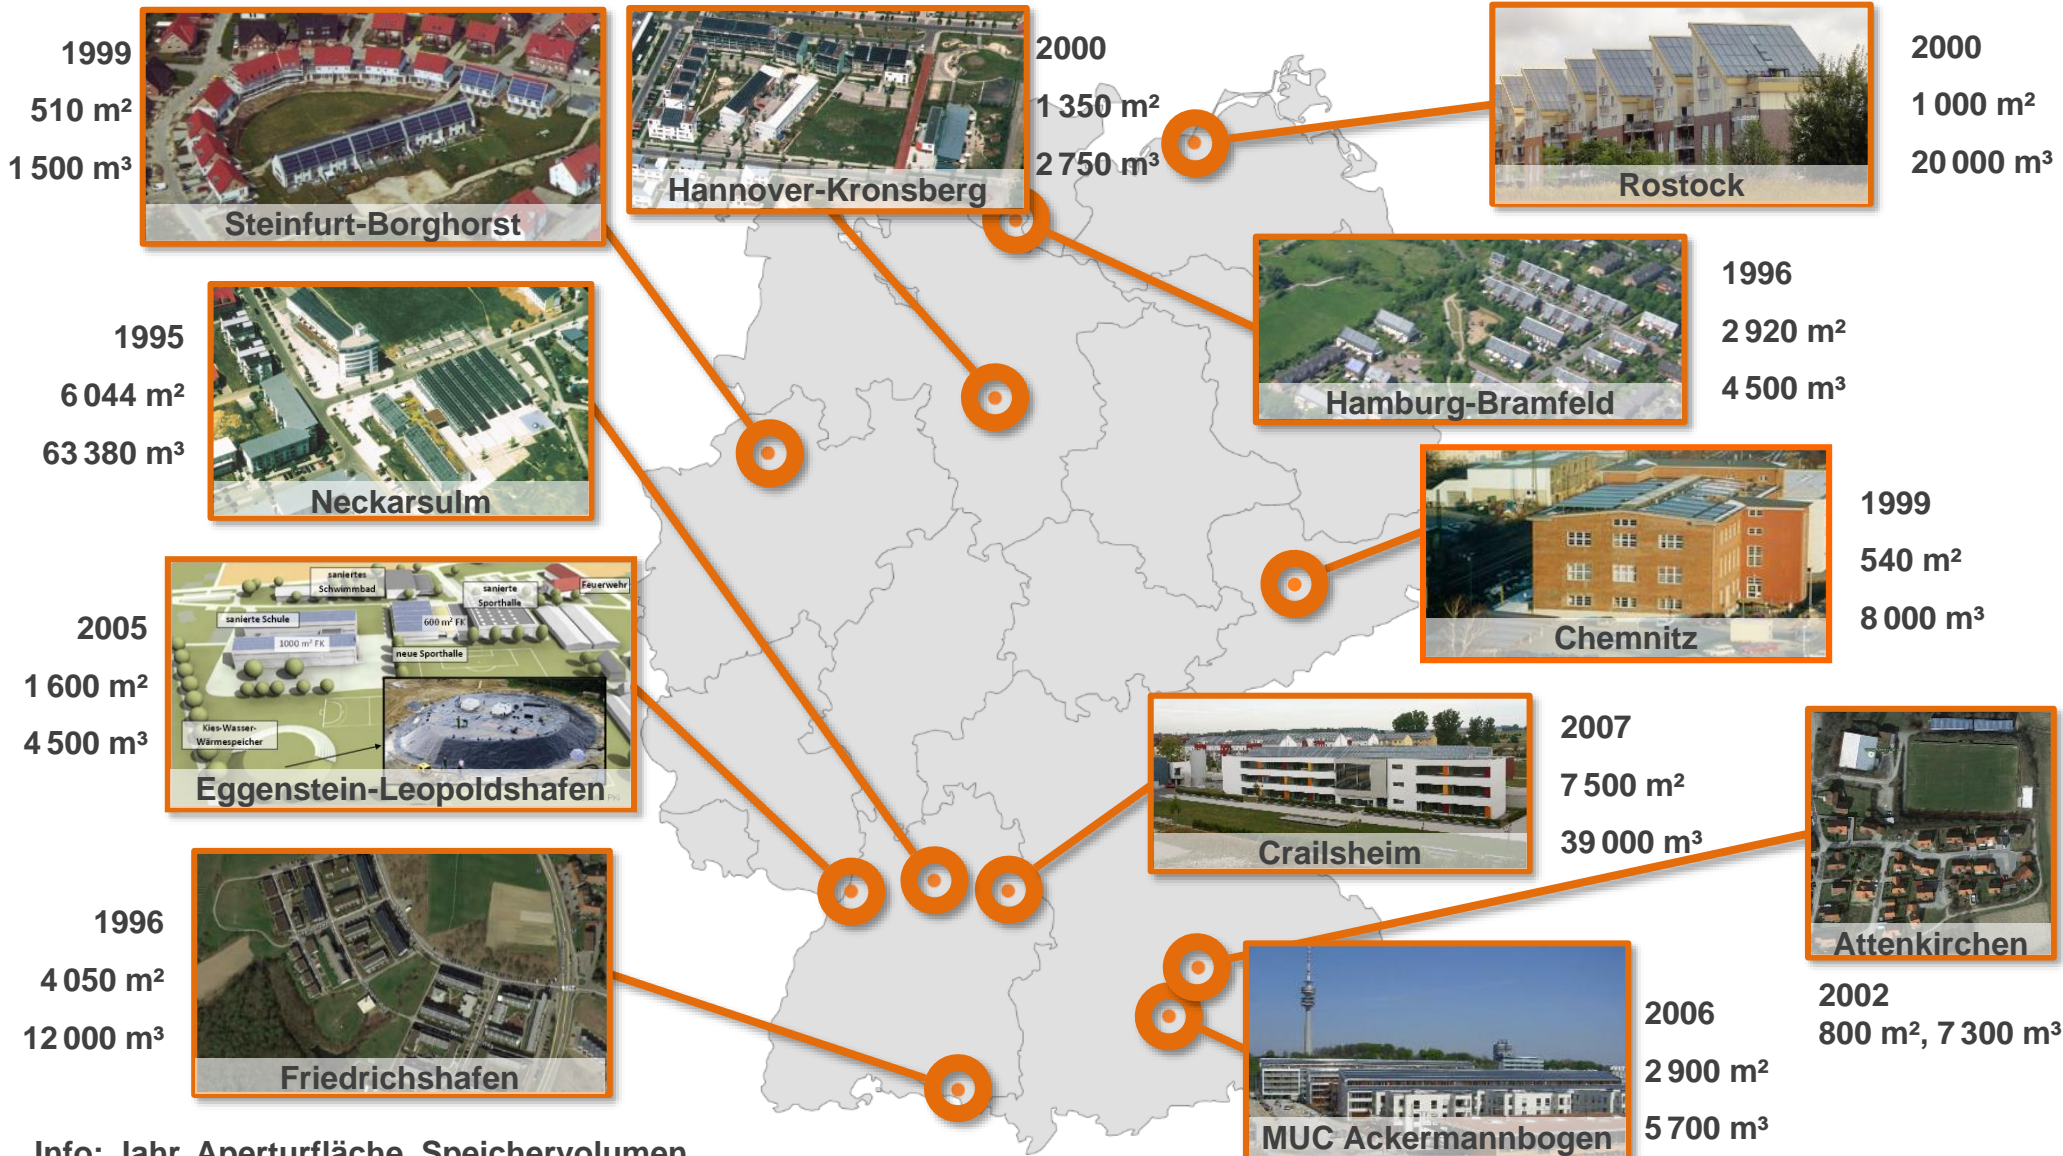 1999
510 m²
1 500 m³
Steinfurt-Borghorst
Hannover-Kronsberg
2000
1 350 m²
2 750 m³
Rostock
2000
1 000 m²
20 000 m³
1995
6 044 m²
63 380 m³
Neckarsulm
Hamburg-Bramfeld
1996
2 920 m²
4 500 m³
Chemnitz
1999
540 m²
8 000 m³
2005
1 600 m²
4 500 m³
saniertes
Schwimmbad
sanierte
Sporthalle
Feuerwehr
sanierte Schule
600 m² FK
1000 m² FK
neue Sporthalle
Kies-Wasser-
Wärmespeicher
Eggenstein-Leopoldshafen
Crailsheim
2007
7 500 m²
39 000 m³
Attenkirchen
2002
800 m², 7 300 m³
1996
4 050 m²
12 000 m³
Friedrichshafen
MUC Ackermannbogen
2006
2 900 m²
5 700 m³
Info: Jahr, Aperturfläche, Speichervolumen